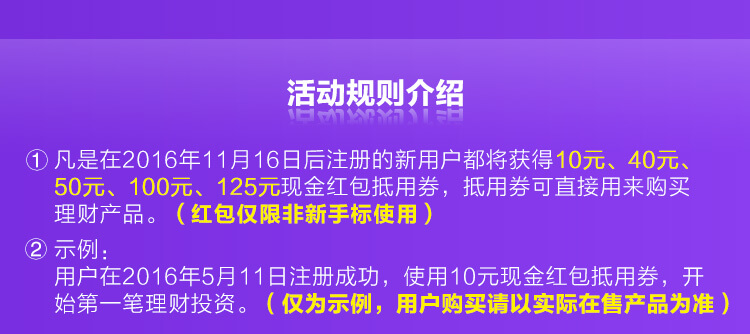 活动规则介绍
① 凡是在2016年11月16日后注册的新用户都将获得10元、40元、
50元、100元、125元现金红包抵用券，抵用券可直接用来购买
理财产品。（红包仅限非新手标使用）
② 示例：
用户在2016年5月11日注册成功，使用10元现金红包抵用券，开
始第一笔理财投资。（仅为示例，用户购买请以实际在售产品为准）